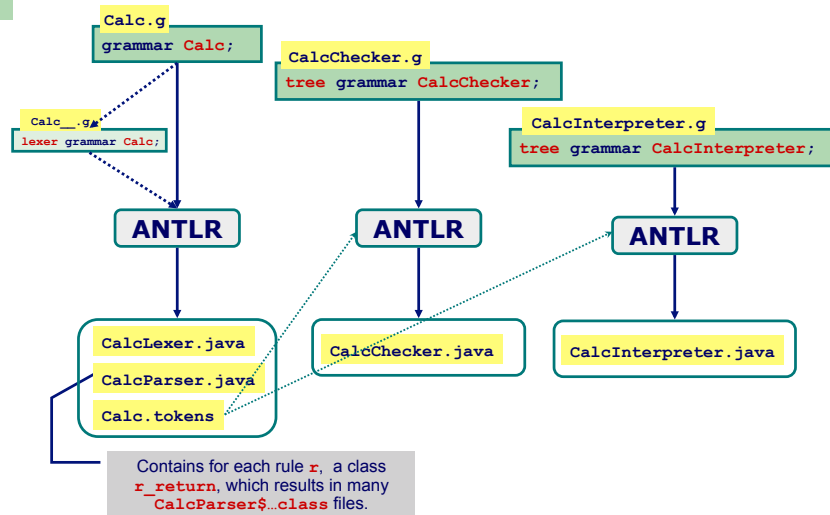 Calc.g
grammar Calc;
Calc__.g
lexer grammar Calc;
CalcChecker.g
tree grammar CalcChecker;
CalcInterpreter.g
tree grammar CalcInterpreter;
ANTLR
ANTLR
ANTLR
CalcLexer.java
CalcParser.java
Calc.tokens
CalcChecker.java
CalcInterpreter.java
Contains for each rule r, a class
r_return, which results in many
CalcParser$…class files.